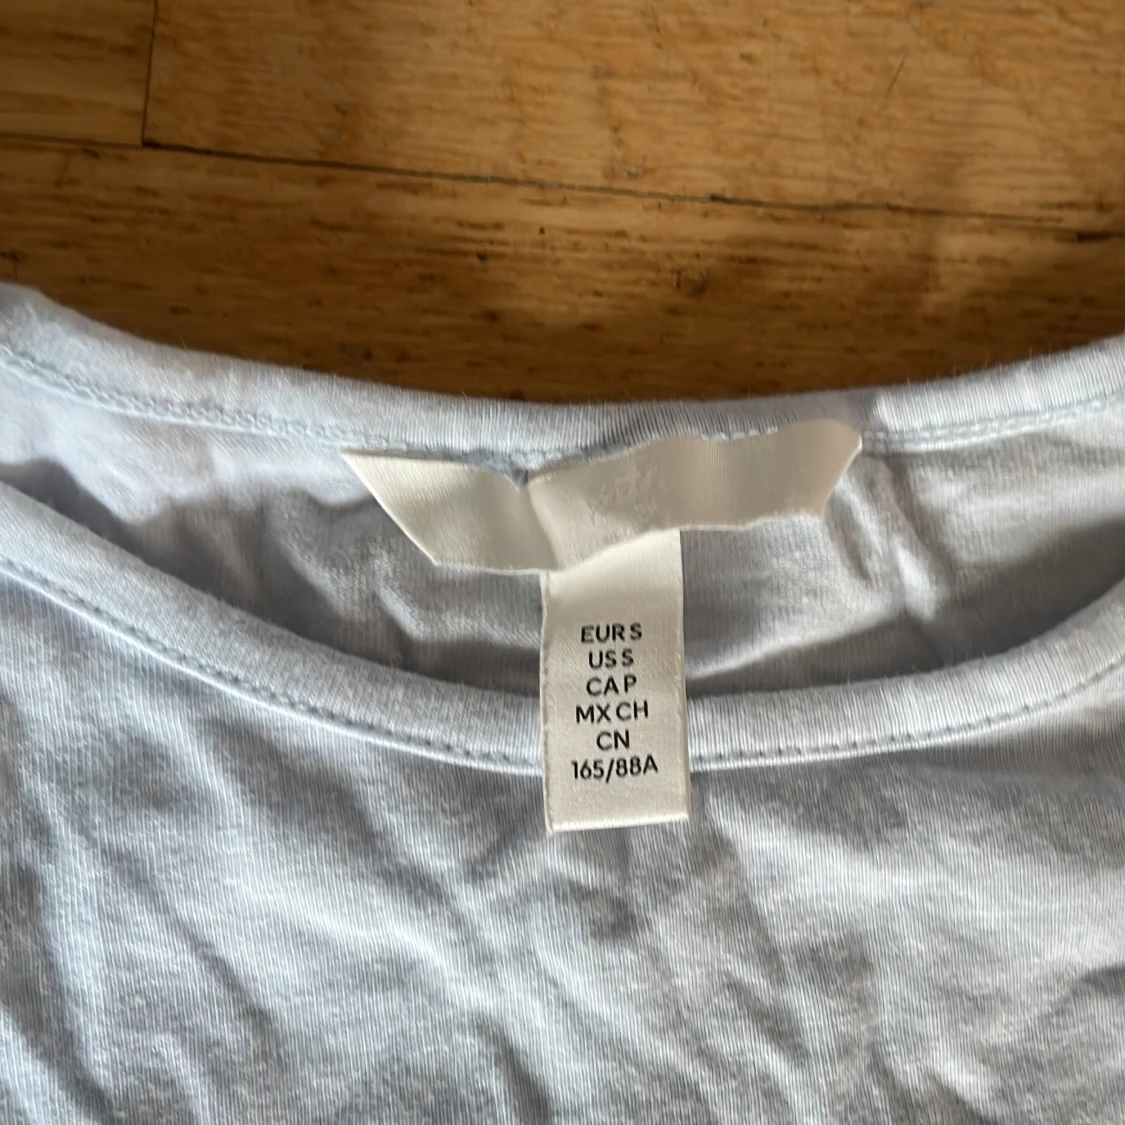 EUR S
US S
CA P
MX CH
CN
165/88A